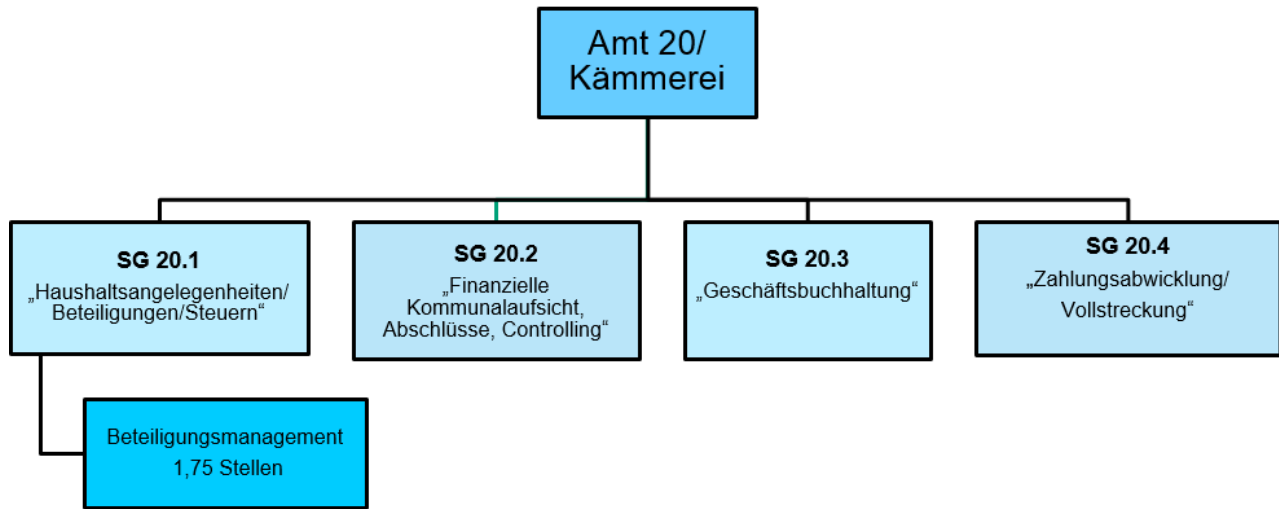 Amt 20/
Kämmerei
SG 20.1
„Haushaltsangelegenheiten/
Beteiligungen/Steuern“
SG 20.2
„Finanzielle
Kommunalaufsicht,
Abschlüsse, Controlling“
SG 20.3
„Geschäftsbuchhaltung“
SG 20.4
„Zahlungsabwicklung/
Vollstreckung“
Beteiligungsmanagement
1,75 Stellen